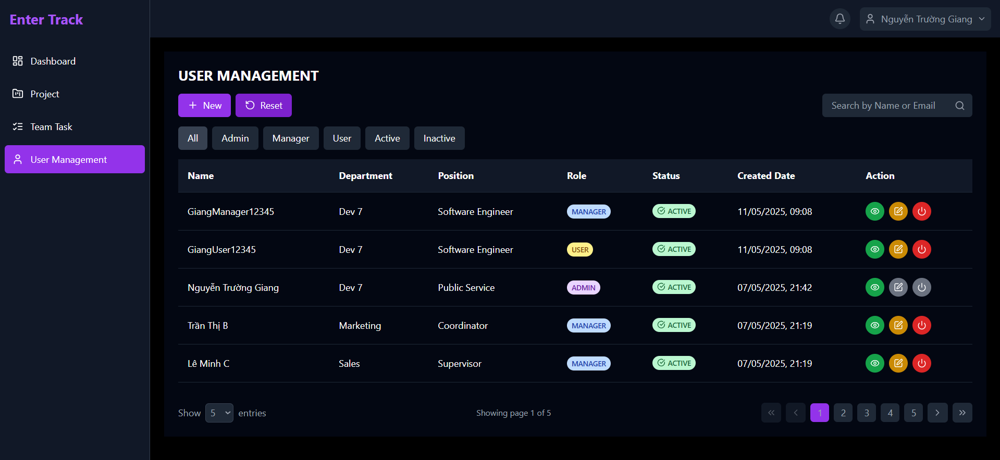 Enter Track
Nguyễn Trường Giang
Dashboard
Project
Team Task
User Management
USER MANAGEMENT
New Reset Search by Name or Email
All Admin Manager User Active Inactive
Name Department Position Role Status Created Date Action
GiangManager12345 Dev 7 Software Engineer MANAGER ACTIVE 11/05/2025, 09:08
GiangUser12345 Dev 7 Software Engineer USER ACTIVE 11/05/2025, 09:08
Nguyễn Trường Giang Dev 7 Public Service ADMIN ACTIVE 07/05/2025, 21:42
Trần Thị B Marketing Coordinator MANAGER ACTIVE 07/05/2025, 21:19
Lê Minh C Sales Supervisor MANAGER ACTIVE 07/05/2025, 21:19
Show 5 entries Showing page 1 of 5 « ‹ 1 2 3 4 5 › »